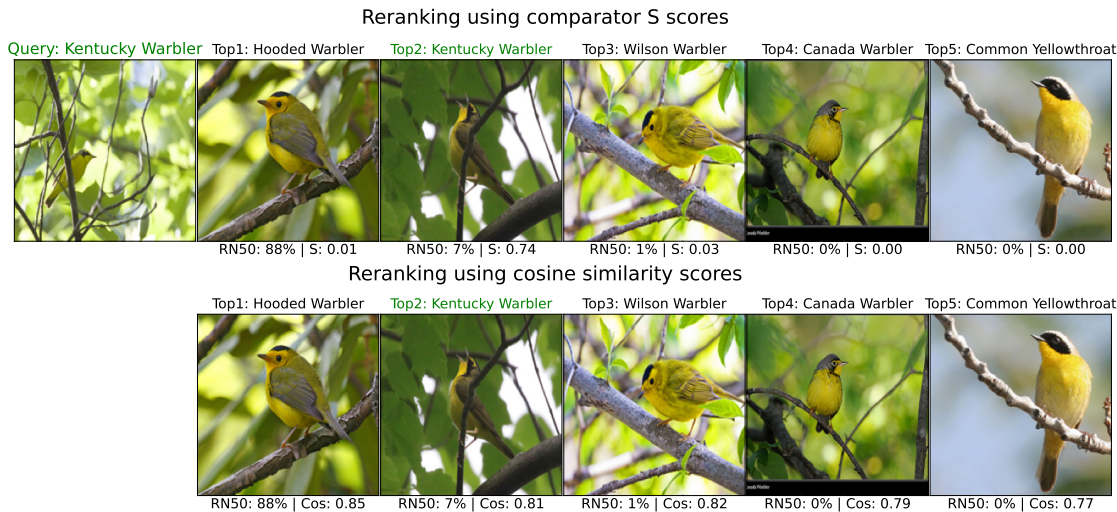 Reranking using comparator S scores
Query: Kentucky Warbler Top1: Hooded Warbler Top2: Kentucky Warbler Top3: Wilson Warbler Top4: Canada Warbler Top5: Common Yellowthroat
RN50: 88% | S: 0.01 RN50: 7% | S: 0.74 RN50: 1% | S: 0.03 RN50: 0% | S: 0.00 RN50: 0% | S: 0.00
Reranking using cosine similarity scores
Top1: Hooded Warbler Top2: Kentucky Warbler Top3: Wilson Warbler Top4: Canada Warbler Top5: Common Yellowthroat
RN50: 88% | Cos: 0.85 RN50: 7% | Cos: 0.81 RN50: 1% | Cos: 0.82 RN50: 0% | Cos: 0.79 RN50: 0% | Cos: 0.77